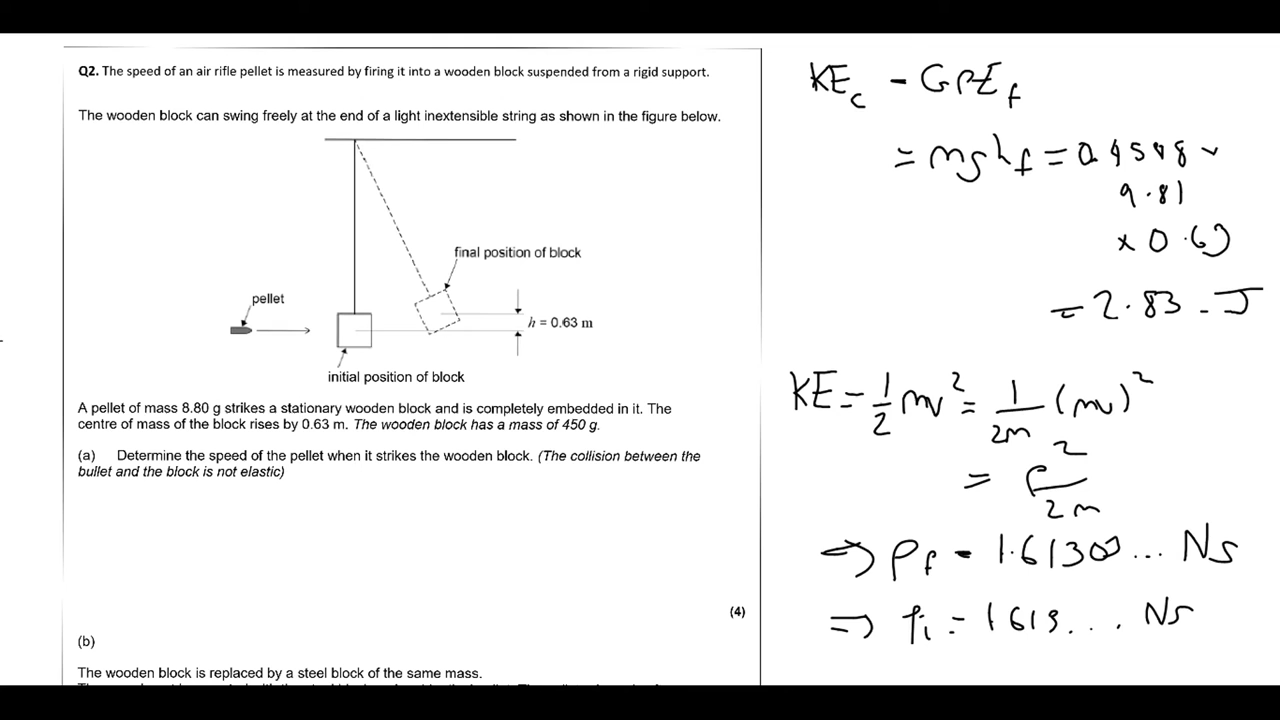 Q2. The speed of an air rifle pellet is measured by firing it into a wooden block suspended from a rigid support.
The wooden block can swing freely at the end of a light inextensible string as shown in the figure below.
final position of block
pellet
h = 0.63 m
initial position of block
A pellet of mass 8.80 g strikes a stationary wooden block and is completely embedded in it. The
centre of mass of the block rises by 0.63 m. The wooden block has a mass of 450 g.
(a) Determine the speed of the pellet when it strikes the wooden block. (The collision between the
bullet and the block is not elastic)
(4)
(b)
The wooden block is replaced by a steel block of the same mass.
KE_c = GPE_f
= mgh_f = 0.4588 ×
9.81
× 0.63
= 2.83 J
KE = 1/2 mv² = 1/2m (mv)²
= p²/2m
⇒ p_f = 1.61300... Ns
⇒ p_i = 1.613... Ns